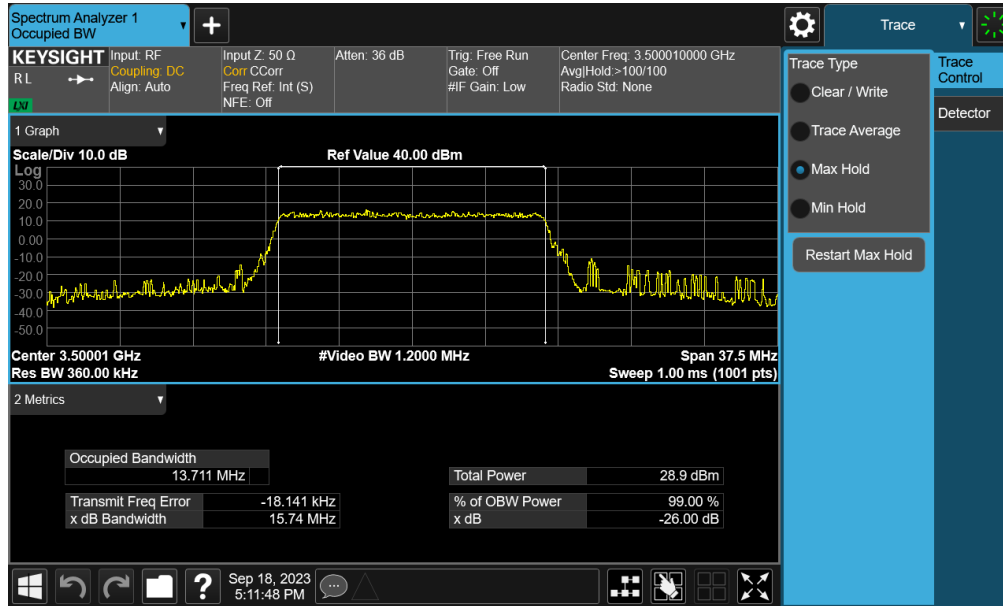 Spectrum Analyzer 1
Occupied BW
Trace
KEYSIGHT
R L
LXI
Input: RF
Coupling: DC
Align: Auto
Input Z: 50 Ω
Corr CCorr
Freq Ref: Int (S)
NFE: Off
Atten: 36 dB
Trig: Free Run
Gate: Off
#IF Gain: Low
Center Freq: 3.500010000 GHz
Avg|Hold:>100/100
Radio Std: None
1 Graph
Scale/Div 10.0 dB
Ref Value 40.00 dBm
Log
30.0
20.0
10.0
0.00
-10.0
-20.0
-30.0
-40.0
-50.0
Center 3.50001 GHz
#Video BW 1.2000 MHz
Span 37.5 MHz
Res BW 360.00 kHz
Sweep 1.00 ms (1001 pts)
2 Metrics
Occupied Bandwidth
13.711 MHz
Total Power 28.9 dBm
Transmit Freq Error -18.141 kHz
% of OBW Power 99.00 %
x dB Bandwidth 15.74 MHz
x dB -26.00 dB
Trace Type
Clear / Write
Trace Average
Max Hold
Min Hold
Restart Max Hold
Trace
Control
Detector
?
Sep 18, 2023
5:11:48 PM